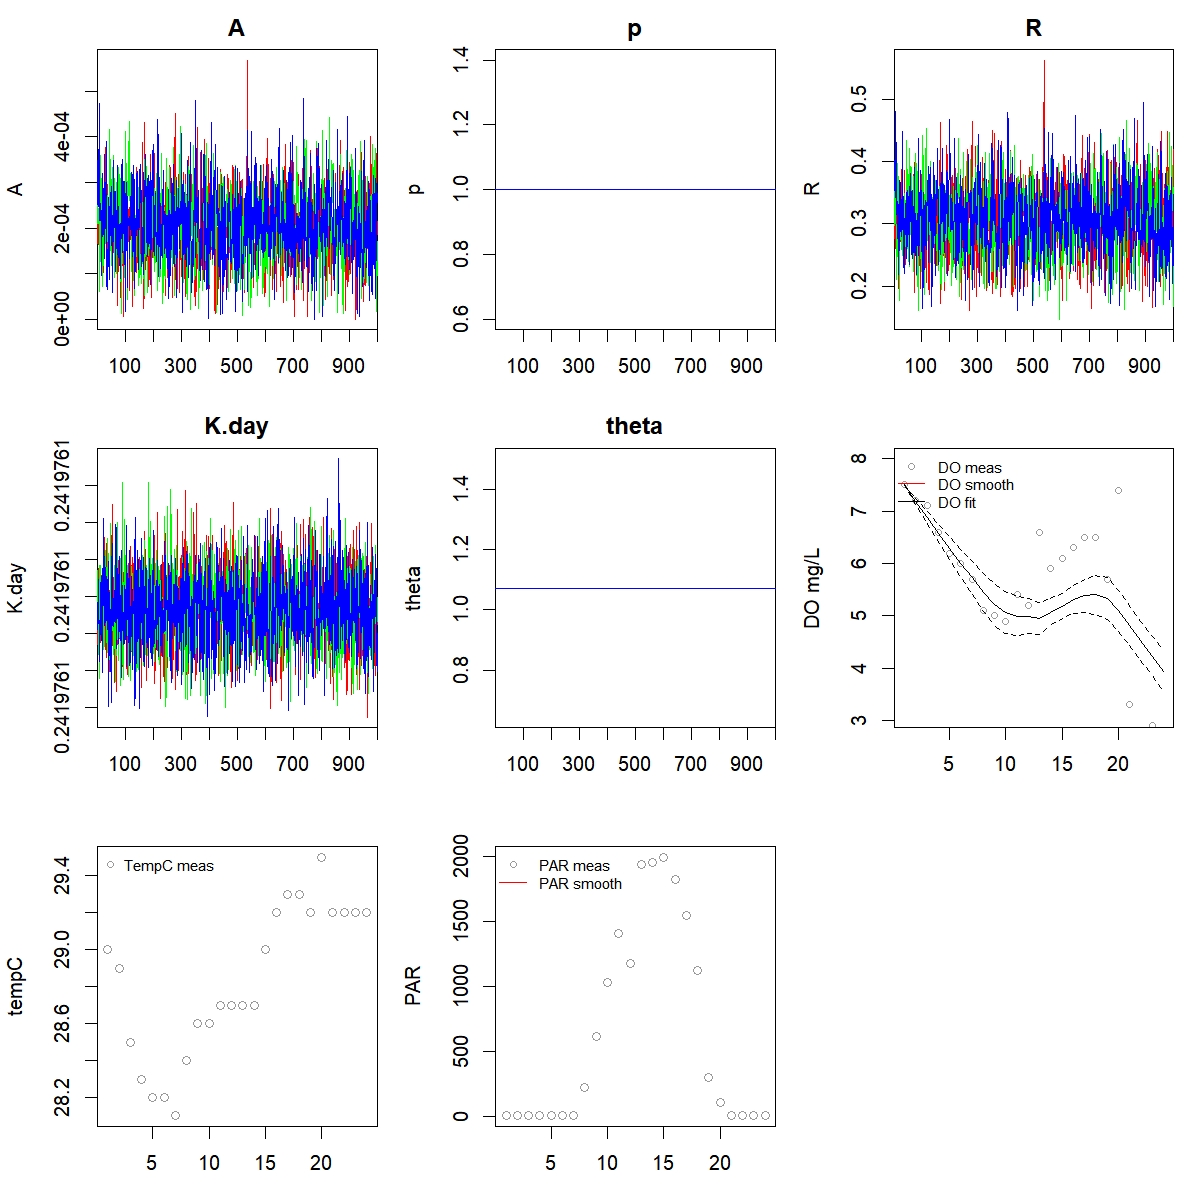 A
p
R
A
0e+00 2e-04 4e-04
100 300 500 700 900
p
0.6 0.8 1.0 1.2 1.4
100 300 500 700 900
R
0.2 0.3 0.4 0.5
100 300 500 700 900
K.day
theta
K.day
0.2419761 0.2419761 0.2419761 0.2419761
100 300 500 700 900
theta
0.8 1.0 1.2 1.4
100 300 500 700 900
DO mg/L
3 4 5 6 7 8
DO meas
DO smooth
DO fit
5 10 15 20
tempC
28.2 28.6 29.0 29.4
TempC meas
5 10 15 20
PAR
0 500 1000 1500 2000
PAR meas
PAR smooth
5 10 15 20